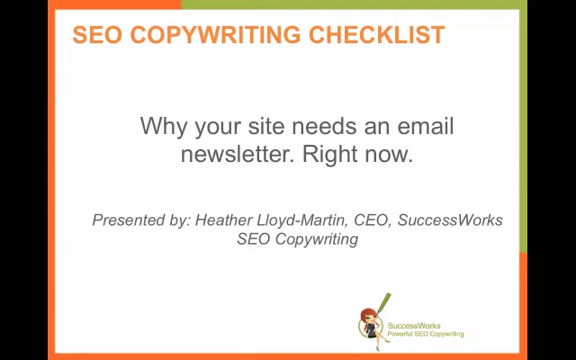 SEO COPYWRITING CHECKLIST
Why your site needs an email
newsletter. Right now.
Presented by: Heather Lloyd-Martin, CEO, SuccessWorks
SEO Copywriting
SuccessWorks
Powerful SEO Copywriting